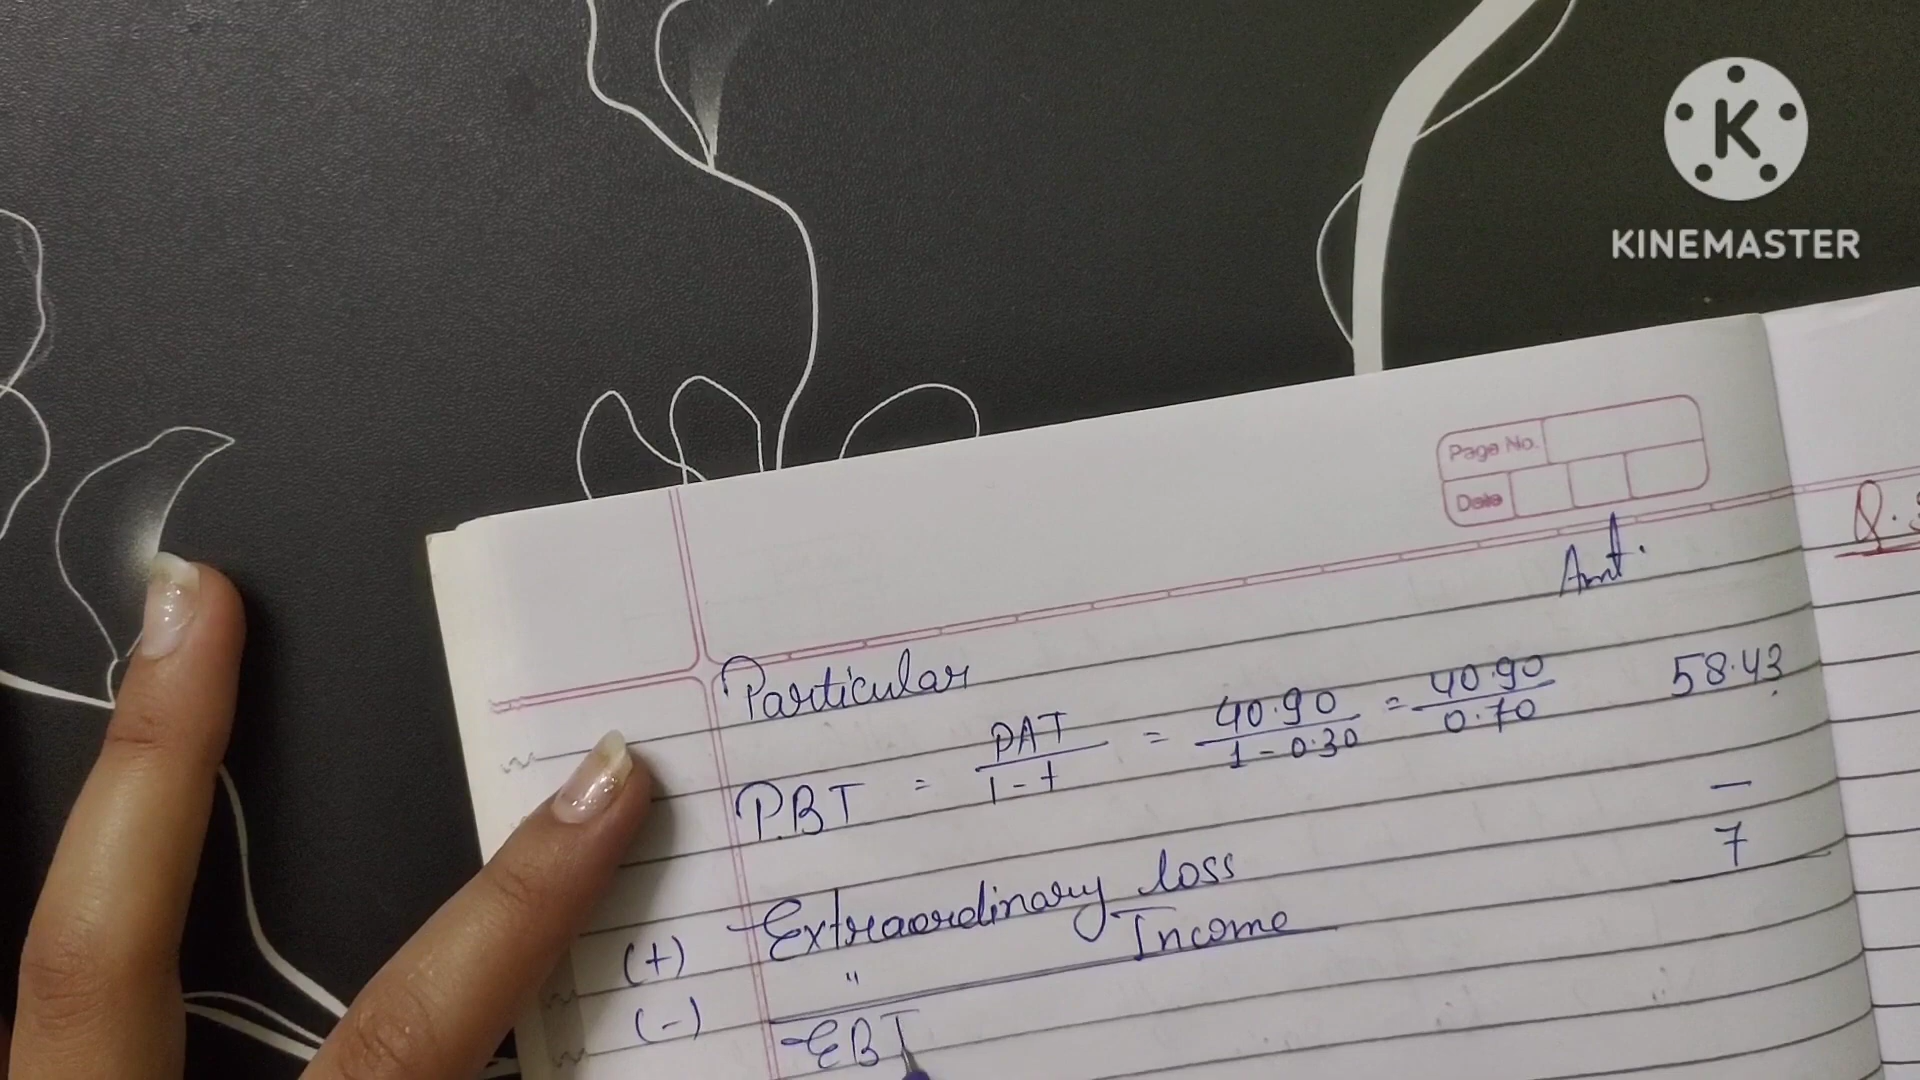 KINEMASTER
Page No.
Date
Amt.
Particular
P.B.T = PAT / 1-t = 40.90 / 1-0.30 = 40.90 / 0.70 58.43
(+) Extraordinary loss —
(-) " Income 7
EBT